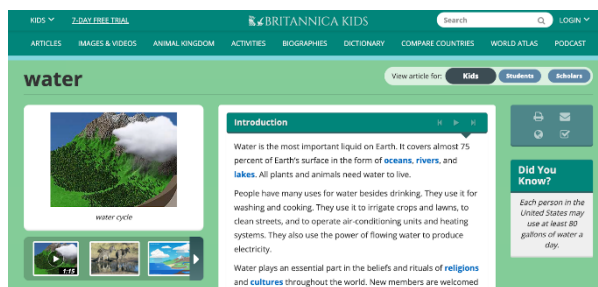 KIDS 7-DAY FREE TRIAL BRITANNICA KIDS Search LOGIN
ARTICLES IMAGES & VIDEOS ANIMAL KINGDOM ACTIVITIES BIOGRAPHIES DICTIONARY COMPARE COUNTRIES WORLD ATLAS PODCAST
water
View article for: Kids Students Scholars
water cycle
1:15
Introduction
Water is the most important liquid on Earth. It covers almost 75
percent of Earth's surface in the form of oceans, rivers, and
lakes. All plants and animals need water to live.
People have many uses for water besides drinking. They use it for
washing and cooking. They use it to irrigate crops and lawns, to
clean streets, and to operate air-conditioning units and heating
systems. They also use the power of flowing water to produce
electricity.
Water plays an essential part in the beliefs and rituals of religions
and cultures throughout the world. New members are welcomed
Did You
Know?
Each person in the
United States may
use at least 80
gallons of water a
day.